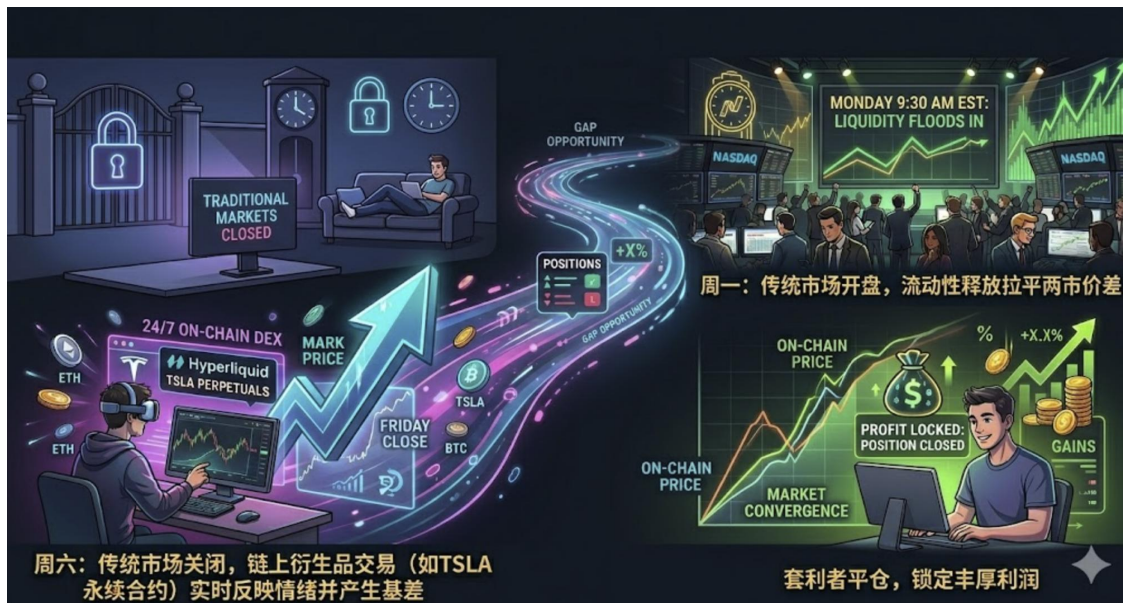 TRADITIONAL
MARKETS
CLOSED
24/7 ON-CHAIN DEX
Hyperliquid
TSLA PERPETUALS
ETH
ETH
MARK
PRICE
FRIDAY
CLOSE
TSLA
BTC
周六：传统市场关闭，链上衍生品交易（如TSLA
永续合约）实时反映情绪并产生基差
GAP
OPPORTUNITY
POSITIONS
+X%
GAP OPPORTUNITY
MONDAY 9:30 AM EST:
LIQUIDITY FLOODS IN
NASDAQ
NASDAQ
周一：传统市场开盘，流动性释放拉平两市价差
ON-CHAIN
PRICE
ON-CHAIN
PRICE
MARKET
CONVERGENCE
$
PROFIT LOCKED:
POSITION CLOSED
%
+X.X%
GAINS
套利者平仓，锁定丰厚利润